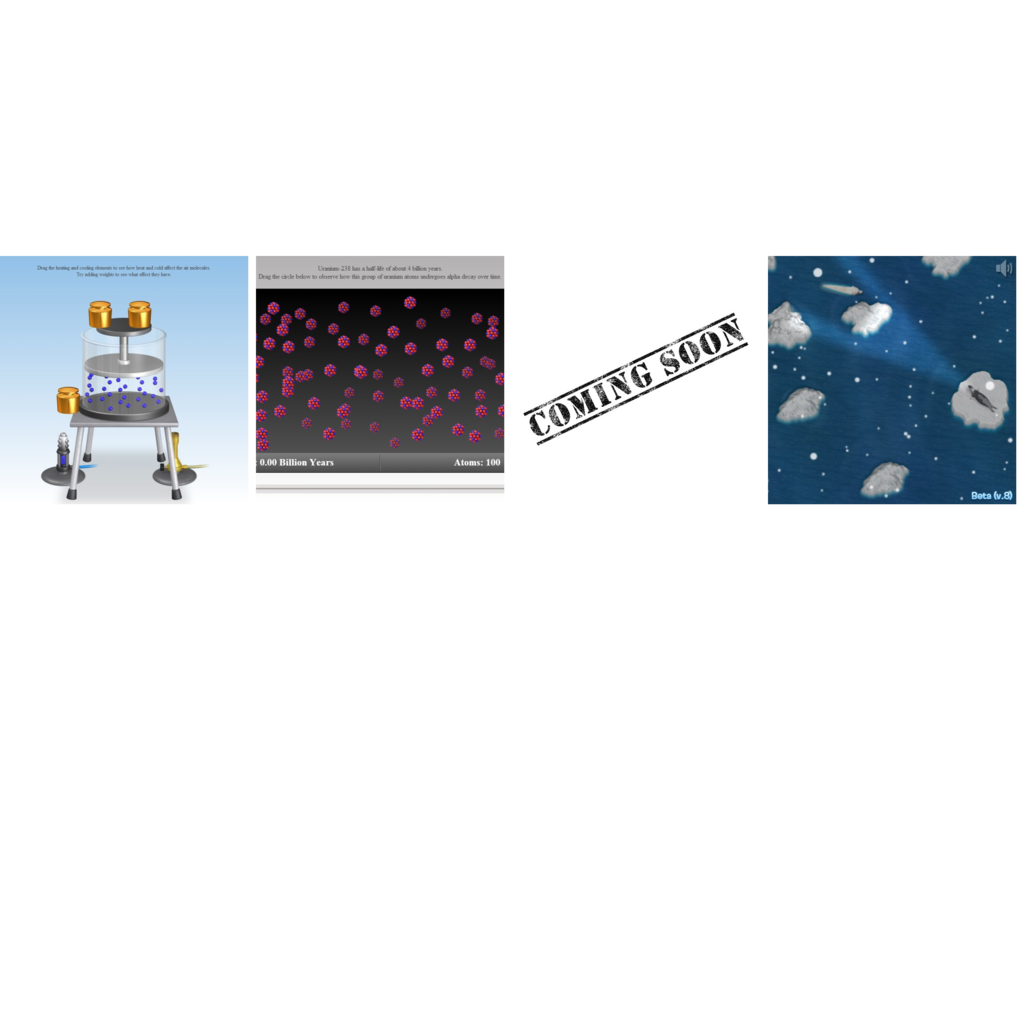 Drag the heating and cooling elements to see how heat and cold affect the air molecules.
Try adding weights to see what effect they have.
Uranium-238 has a half-life of about 4 billion years.
Drag the circle below to observe how this group of uranium atoms undergoes alpha decay over time.
: 0.00 Billion Years
Atoms: 100
COMING SOON
Beta (v.8)